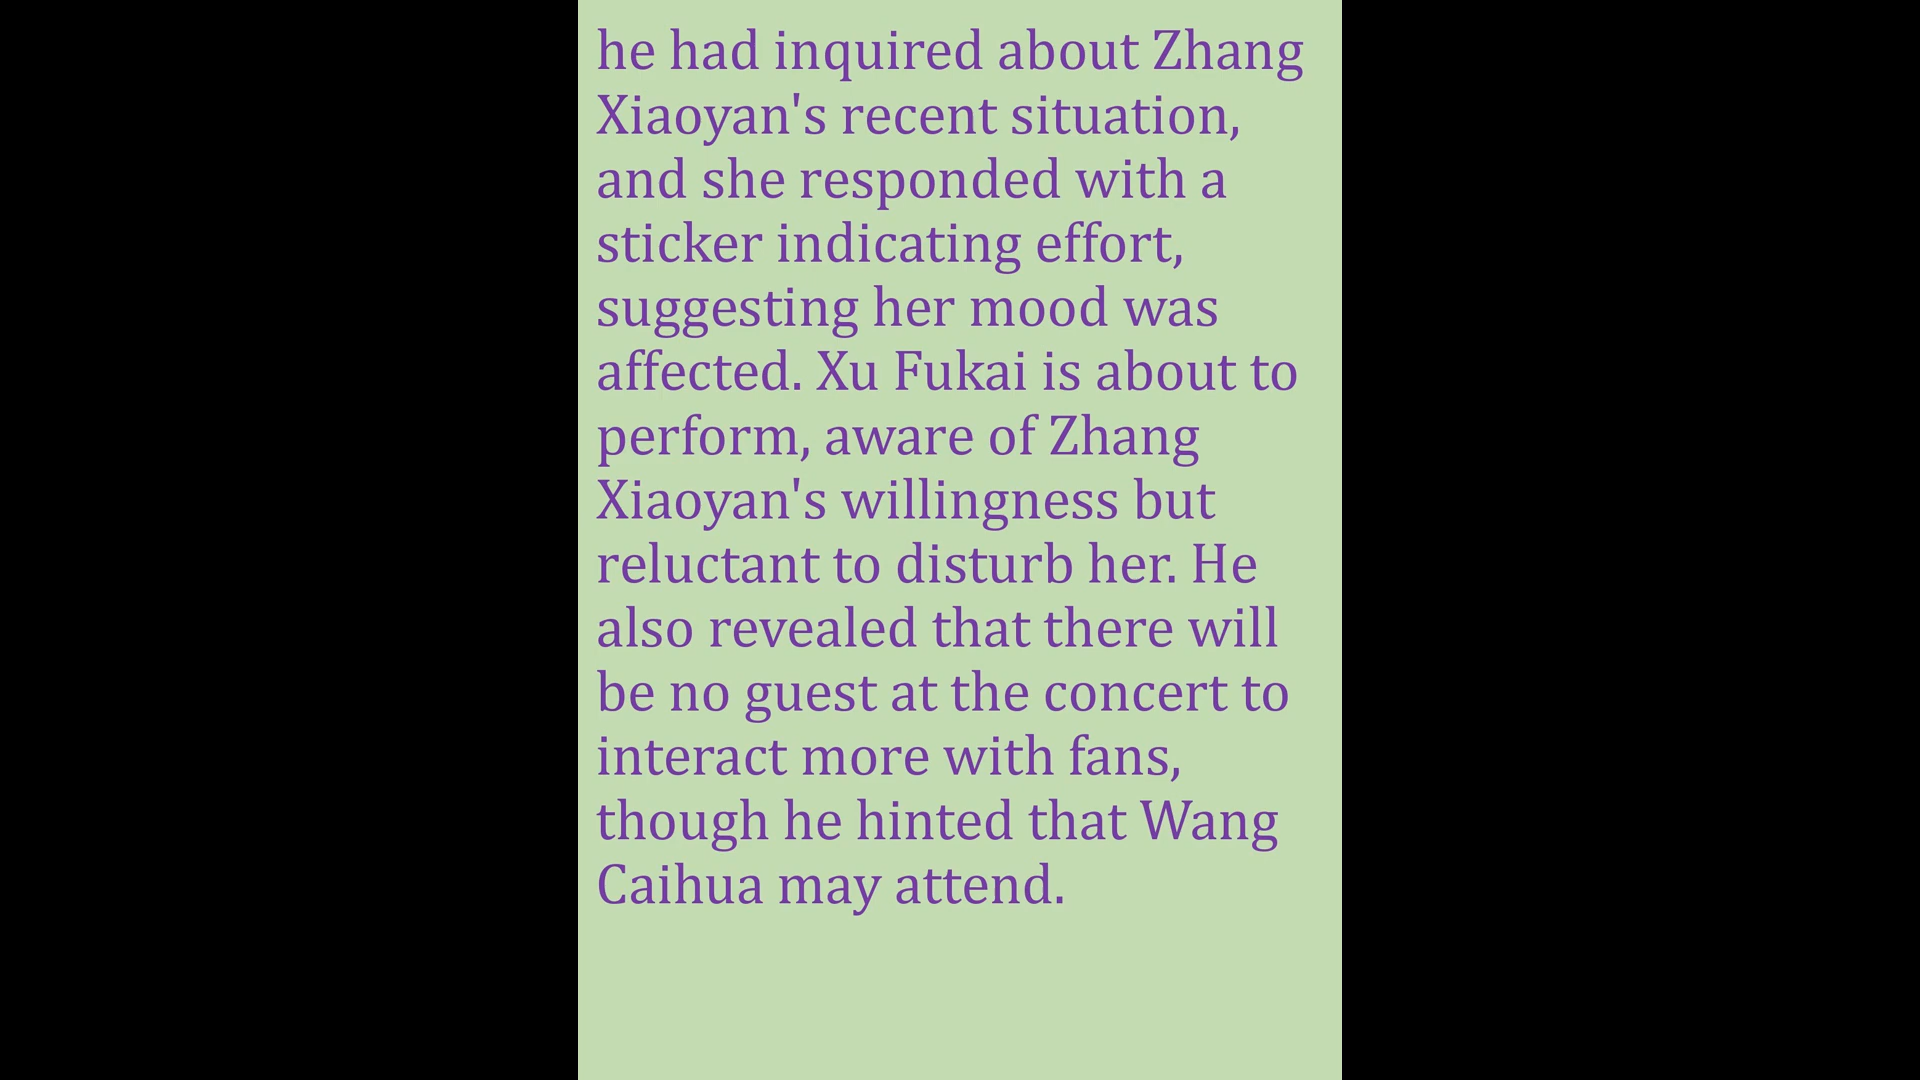 he had inquired about Zhang
Xiaoyan's recent situation,
and she responded with a
sticker indicating effort,
suggesting her mood was
affected. Xu Fukai is about to
perform, aware of Zhang
Xiaoyan's willingness but
reluctant to disturb her. He
also revealed that there will
be no guest at the concert to
interact more with fans,
though he hinted that Wang
Caihua may attend.